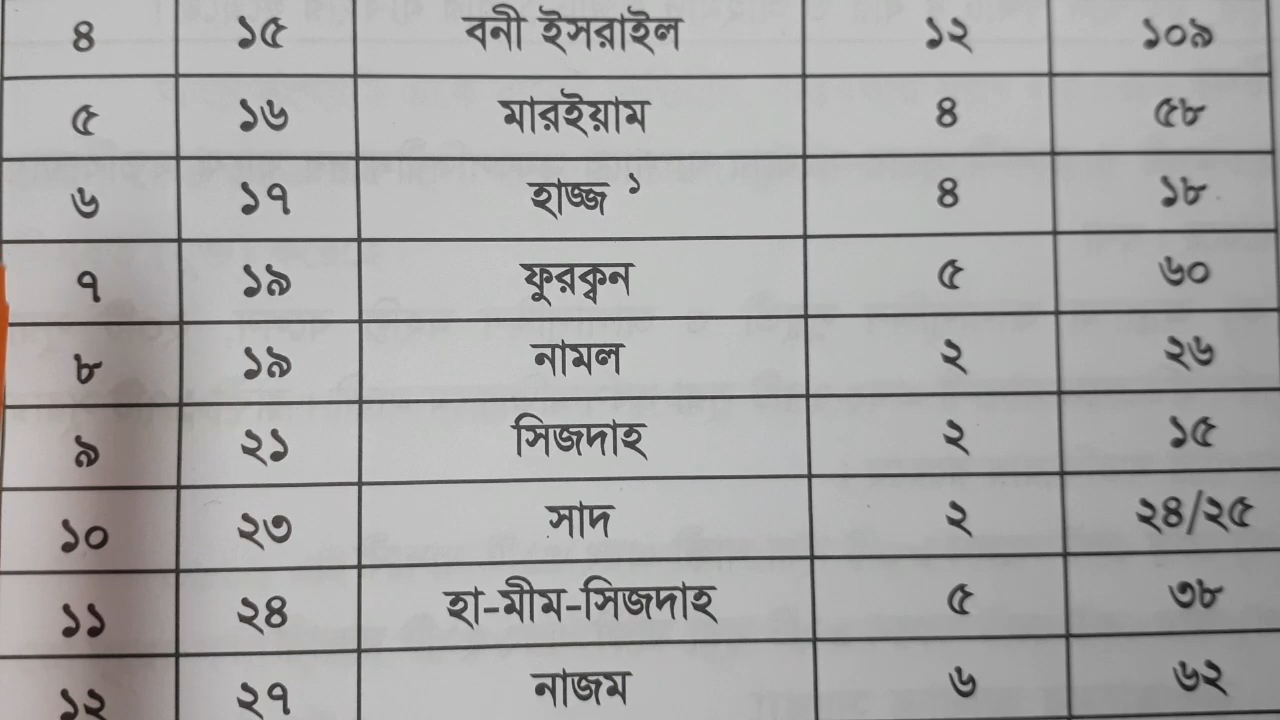 ৪ ১৫ বনী ইসরাইল ১২ ১০৯
৫ ১৬ মারইয়াম ৪ ৫৮
৬ ১৭ হাজ্জ ১ ৪ ১৮
৭ ১৯ ফুরক্বন ৫ ৬০
৮ ১৯ নামল ২ ২৬
৯ ২১ সিজদাহ ২ ১৫
১০ ২৩ সাদ ২ ২৪/২৫
১১ ২৪ হা-মীম-সিজদাহ ৫ ৩৮
১২ ২৭ নাজম ৬ ৬২